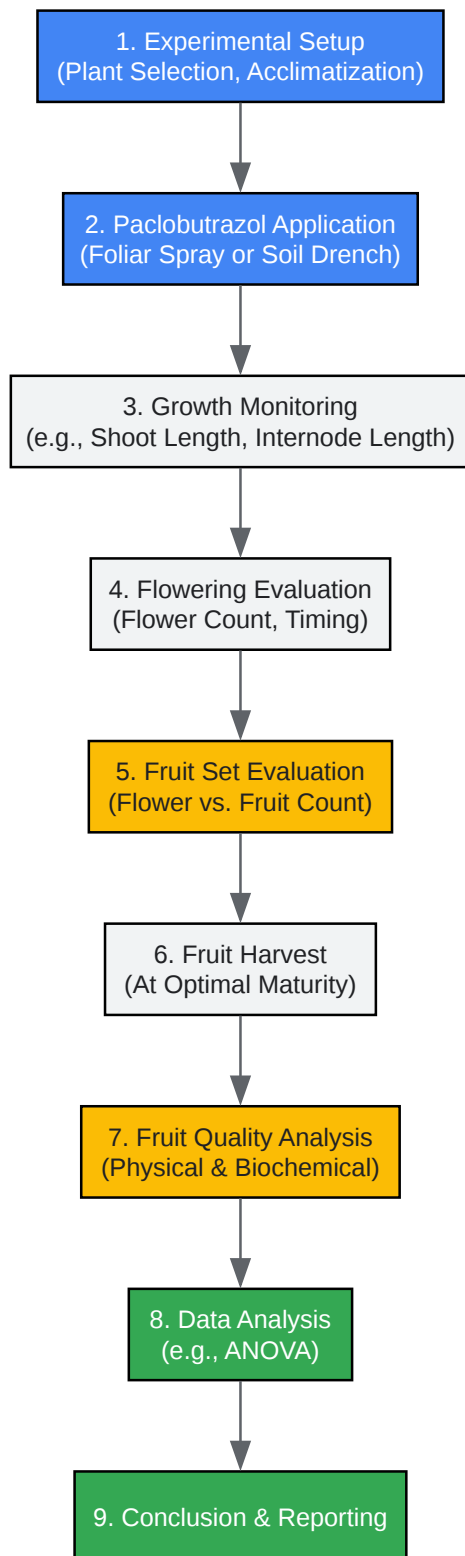 1. Experimental Setup
(Plant Selection, Acclimatization)
2. Paclobutrazol Application
(Foliar Spray or Soil Drench)
3. Growth Monitoring
(e.g., Shoot Length, Internode Length)
4. Flowering Evaluation
(Flower Count, Timing)
5. Fruit Set Evaluation
(Flower vs. Fruit Count)
6. Fruit Harvest
(At Optimal Maturity)
7. Fruit Quality Analysis
(Physical & Biochemical)
8. Data Analysis
(e.g., ANOVA)
9. Conclusion & Reporting